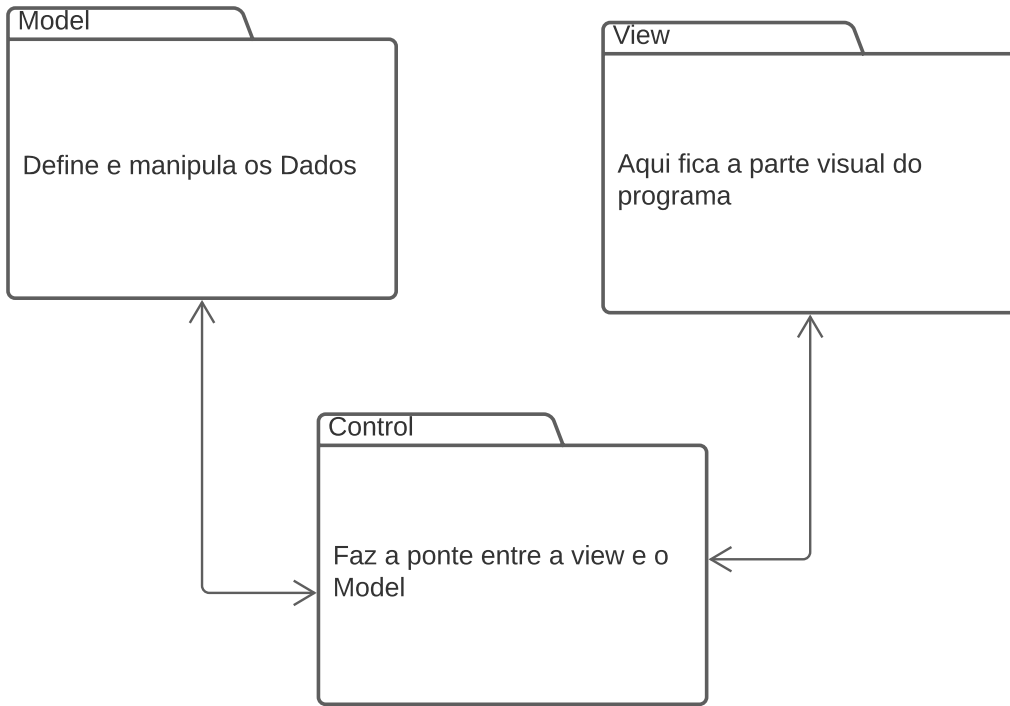 Model
Define e manipula os Dados
View
Aqui fica a parte visual do
programa
Control
Faz a ponte entre a view e o
Model